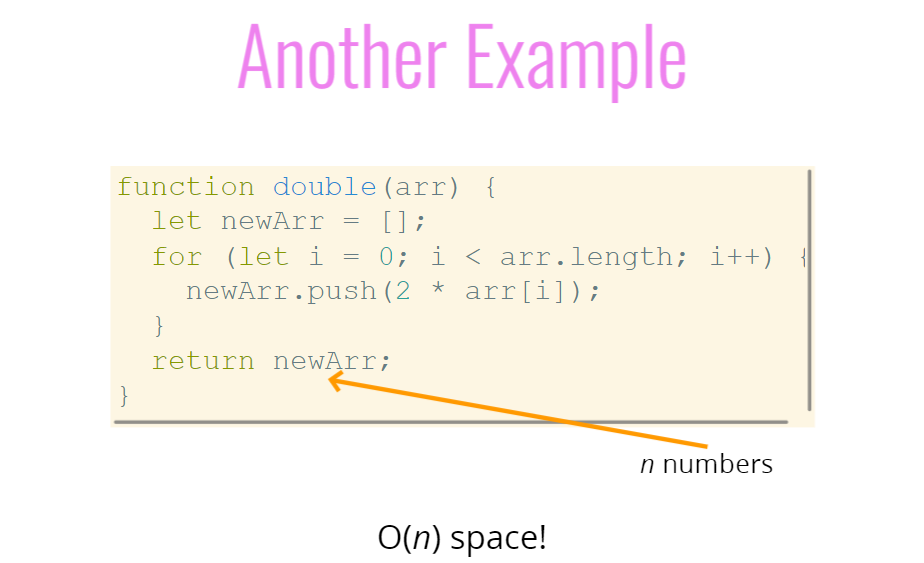 Another Example
function double(arr) {
  let newArr = [];
  for (let i = 0; i < arr.length; i++) {
    newArr.push(2 * arr[i]);
  }
  return newArr;
}
n numbers
O(n) space!